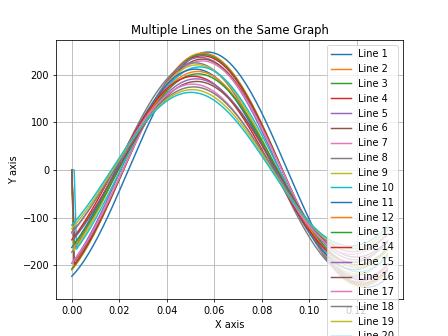 Multiple Lines on the Same Graph
Y axis
200
100
0
−100
−200
0.00
0.02
0.04
0.06
0.08
0.10
X axis
Line 1
Line 2
Line 3
Line 4
Line 5
Line 6
Line 7
Line 8
Line 9
Line 10
Line 11
Line 12
Line 13
Line 14
Line 15
Line 16
Line 17
Line 18
Line 19
Line 20